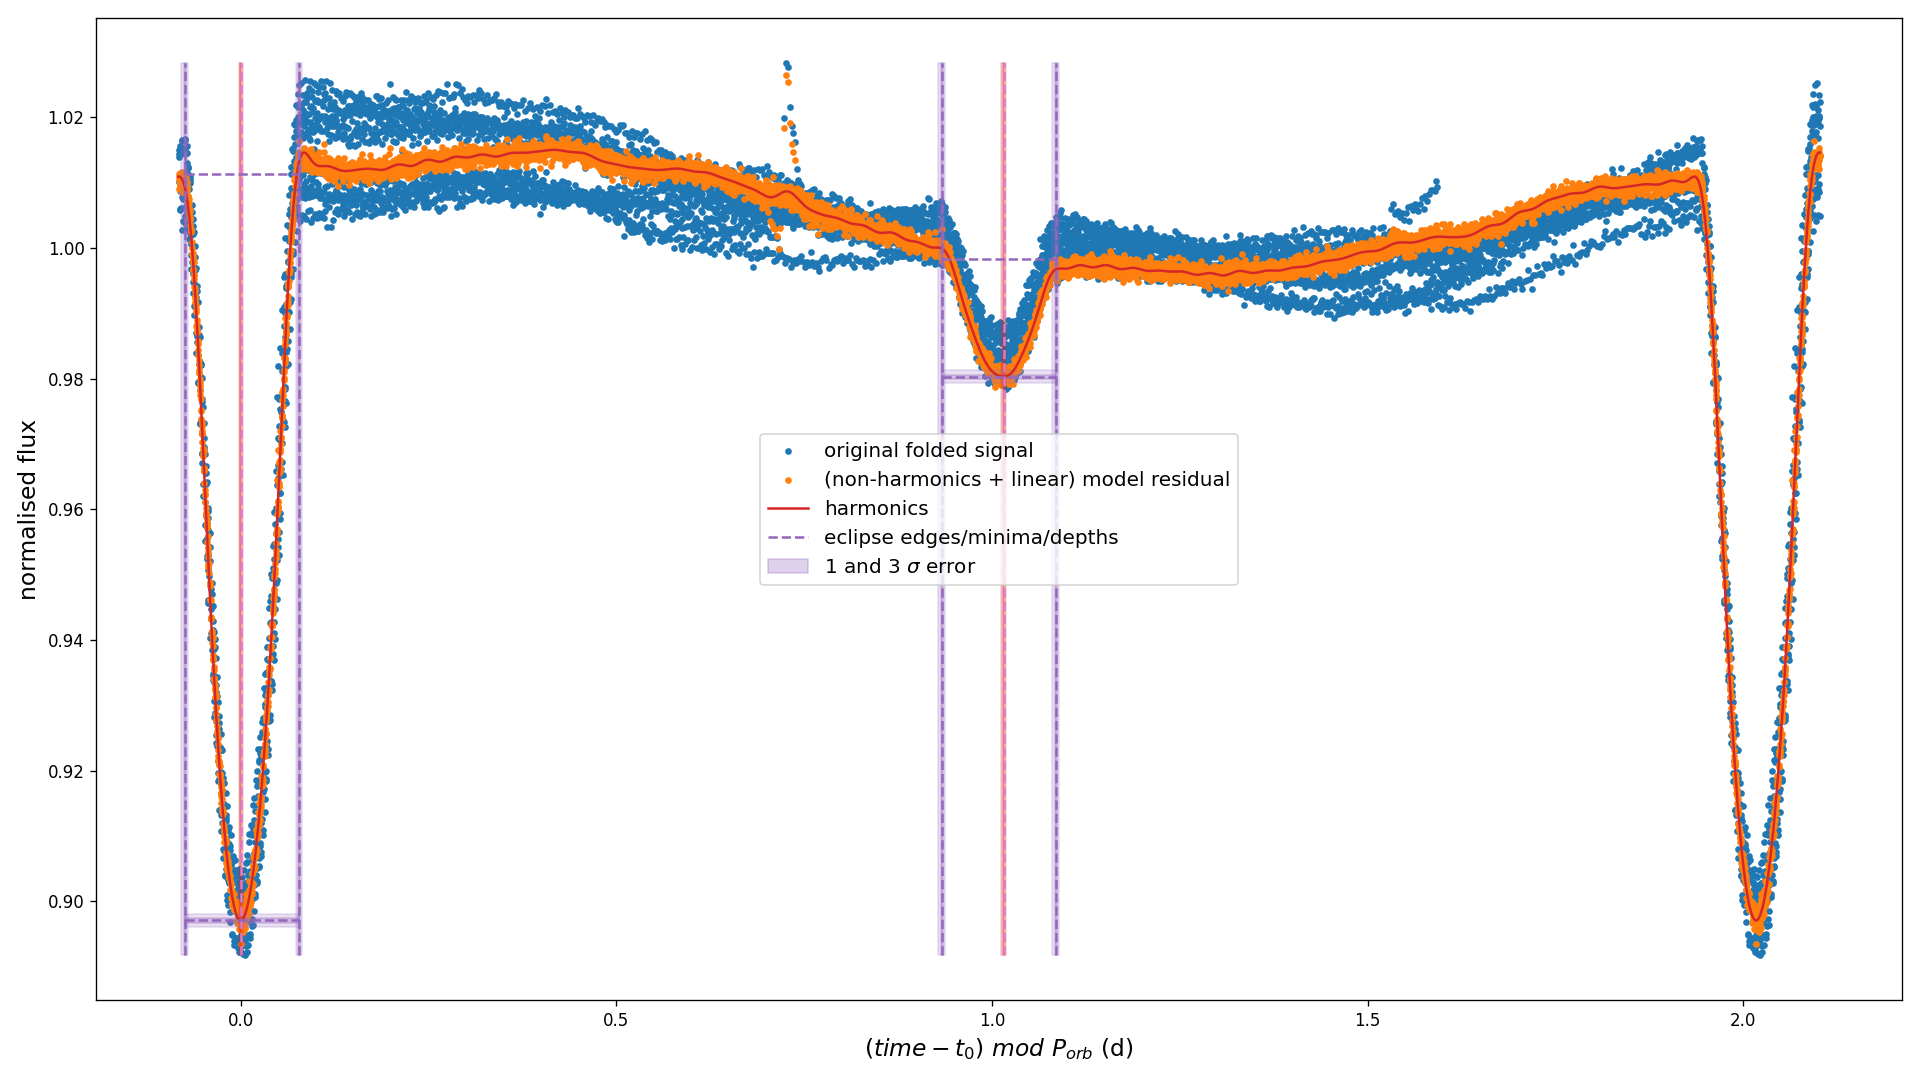 1.02
1.00
0.98
0.96
0.94
0.92
0.90
normalised flux
original folded signal
(non-harmonics + linear) model residual
harmonics
eclipse edges/minima/depths
1 and 3 σ error
0.0 0.5 1.0 1.5 2.0
(time − t₀) mod Pₒᵣb (d)